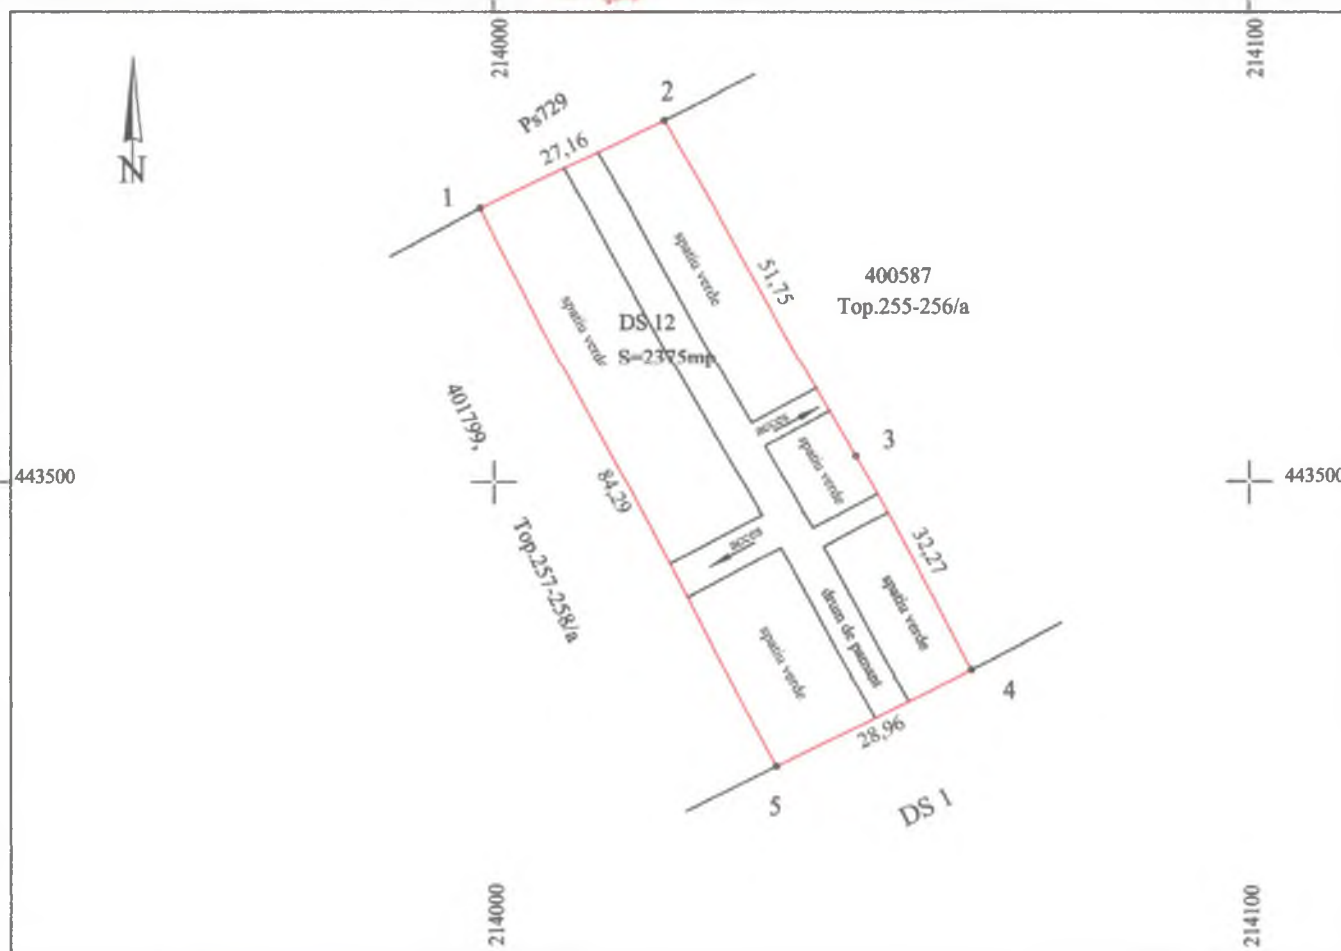 214000
214100
N
Ps729
2
27,16
1
spatiu verde
51,75
400587
Top.255-256/a
spatiu verde
DS 12
S=2375mp
401799,
acces
3
spatiu verde
443500
443500
84,29
Top.257-258/a
acces
32,27
spatiu verde
drum de pamant
spatiu verde
4
28,96
5
DS 1
214000
214100